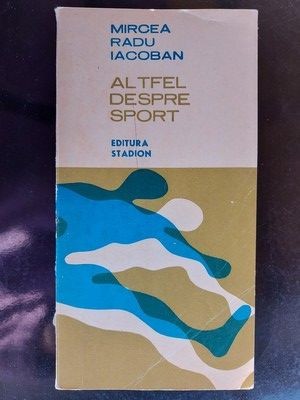 MIRCEA
RADU
IACOBAN
ALTFEL
DESPRE
SPORT
EDITURA
STADION